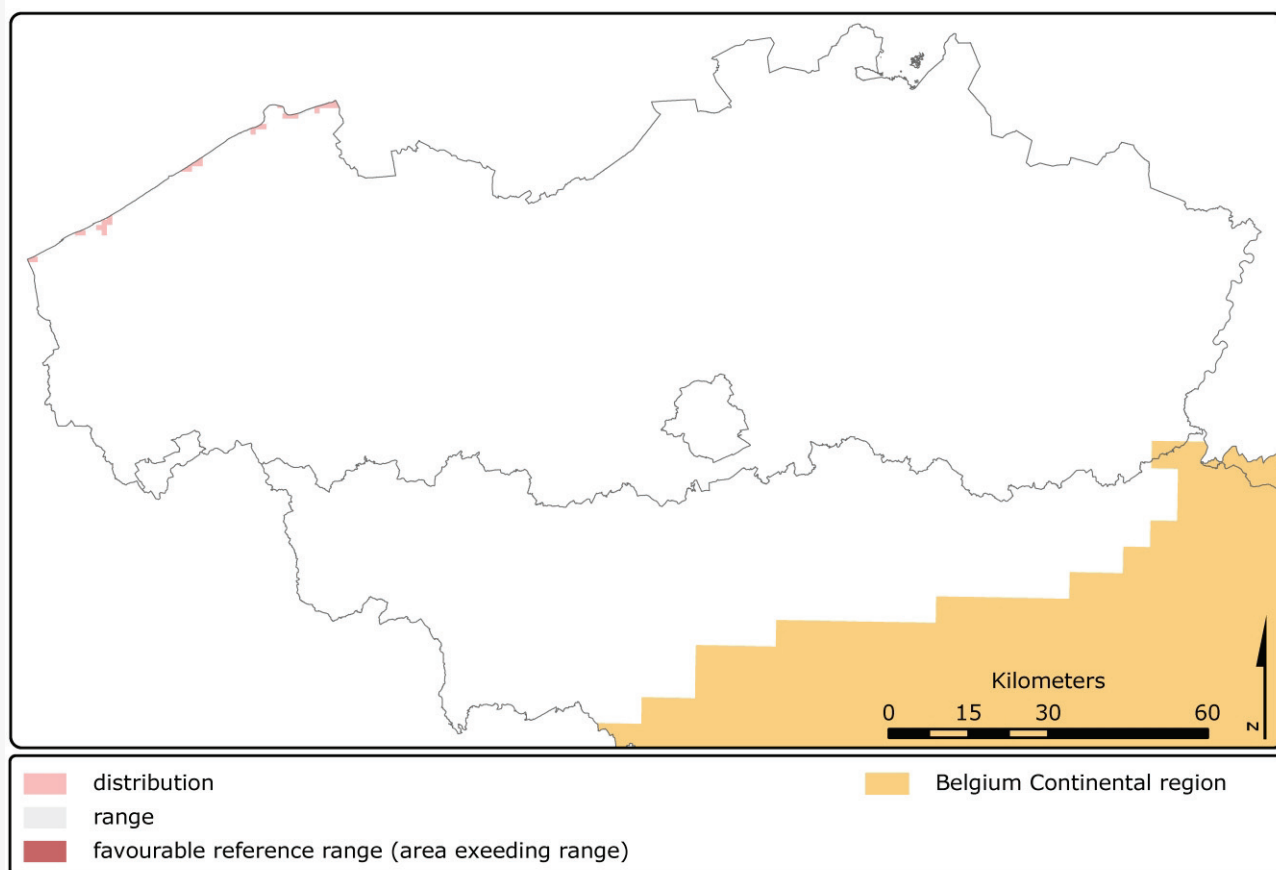 Kilometers
0 15 30 60
N
distribution
range
favourable reference range (area exeeding range)
Belgium Continental region